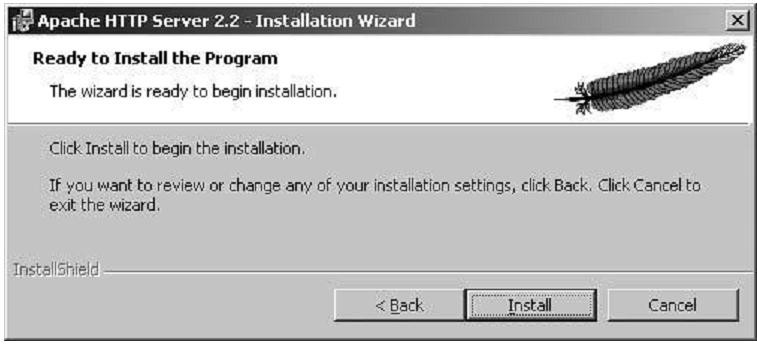 Apache HTTP Server 2.2 - Installation Wizard
Ready to Install the Program
The wizard is ready to begin installation.
Click Install to begin the installation.
If you want to review or change any of your installation settings, click Back. Click Cancel to
exit the wizard.
InstallShield
< Back Install Cancel